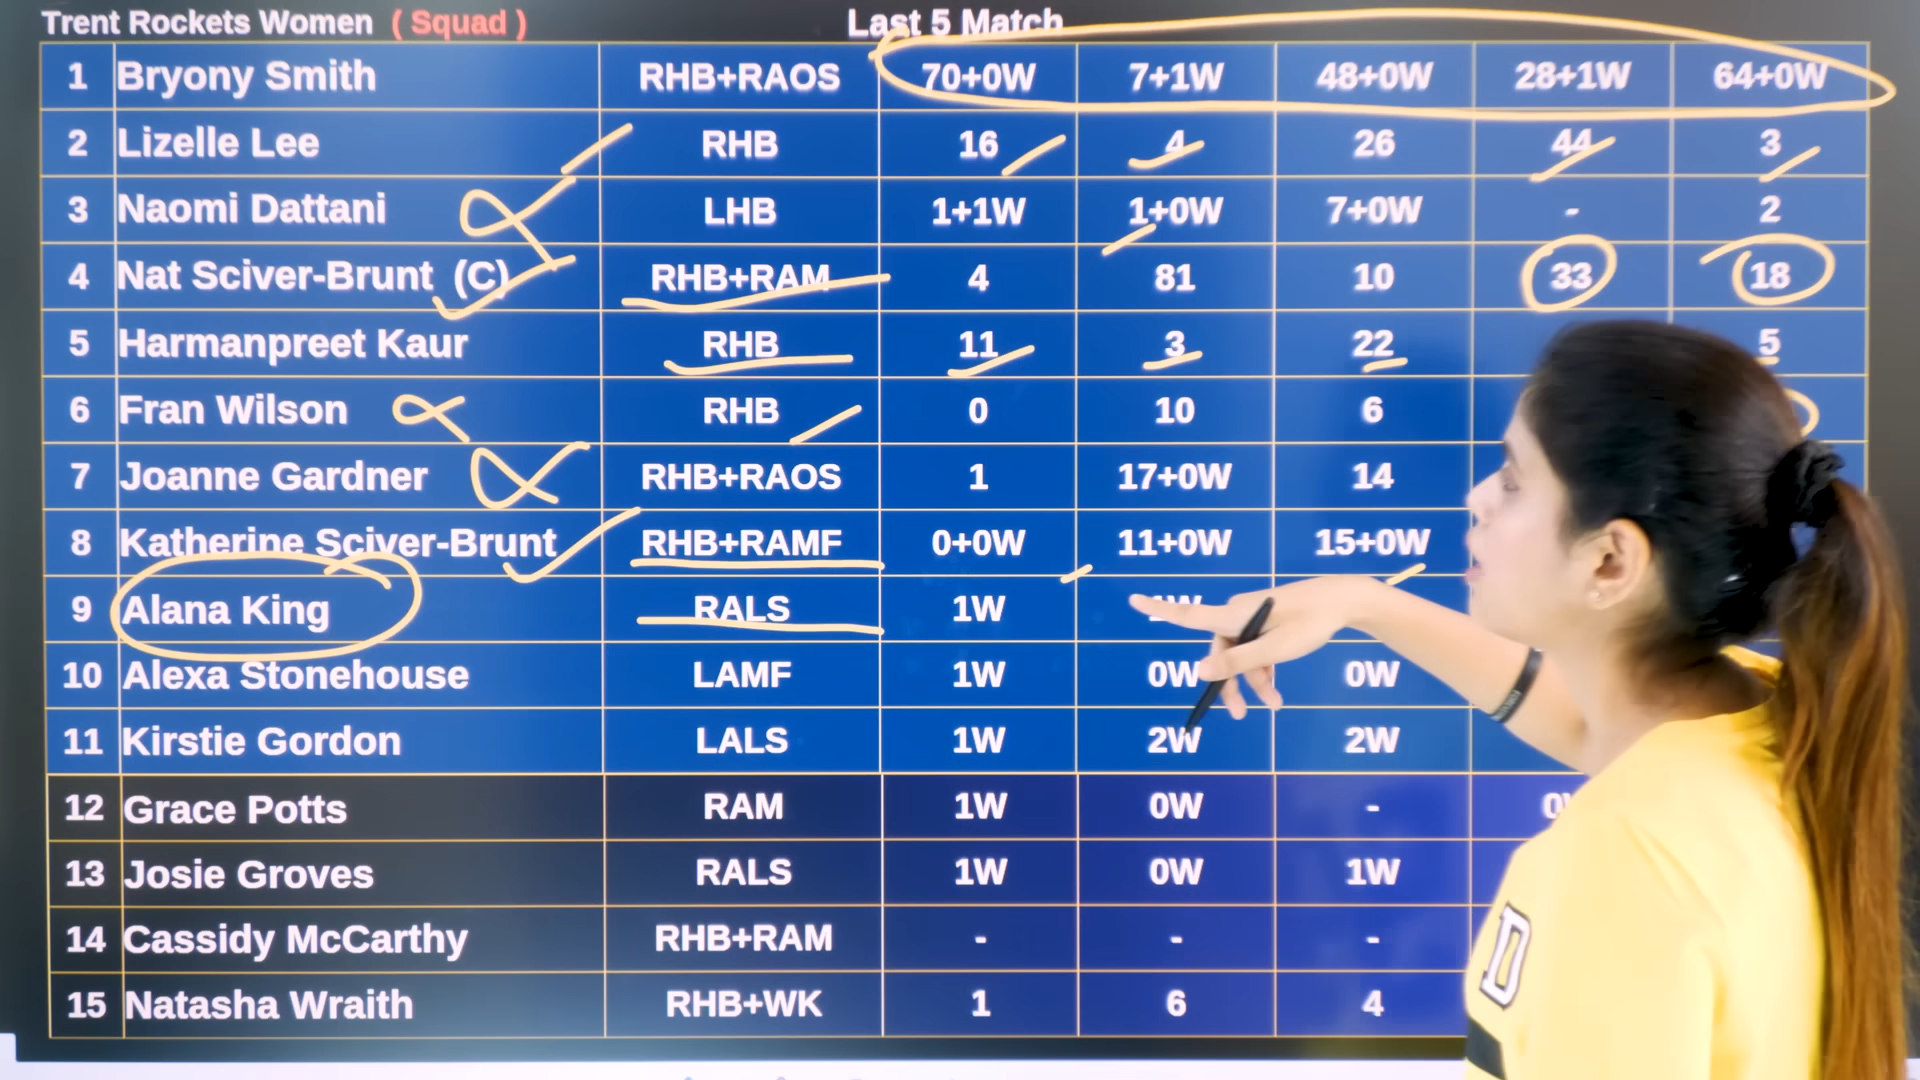 Trent Rockets Women ( Squad ) Last 5 Match
1 Bryony Smith RHB+RAOS 70+0W 7+1W 48+0W 28+1W 64+0W
2 Lizelle Lee RHB 16 4 26 44 3
3 Naomi Dattani LHB 1+1W 1+0W 7+0W - 2
4 Nat Sciver-Brunt (C) RHB+RAM 4 81 10 33 18
5 Harmanpreet Kaur RHB 11 3 22 5
6 Fran Wilson RHB 0 10 6
7 Joanne Gardner RHB+RAOS 1 17+0W 14
8 Katherine Sciver-Brunt RHB+RAMF 0+0W 11+0W 15+0W
9 Alana King RALS 1W
10 Alexa Stonehouse LAMF 1W 0W 0W
11 Kirstie Gordon LALS 1W 2W 2W
12 Grace Potts RAM 1W 0W -
13 Josie Groves RALS 1W 0W 1W
14 Cassidy McCarthy RHB+RAM - - -
15 Natasha Wraith RHB+WK 1 6 4
D